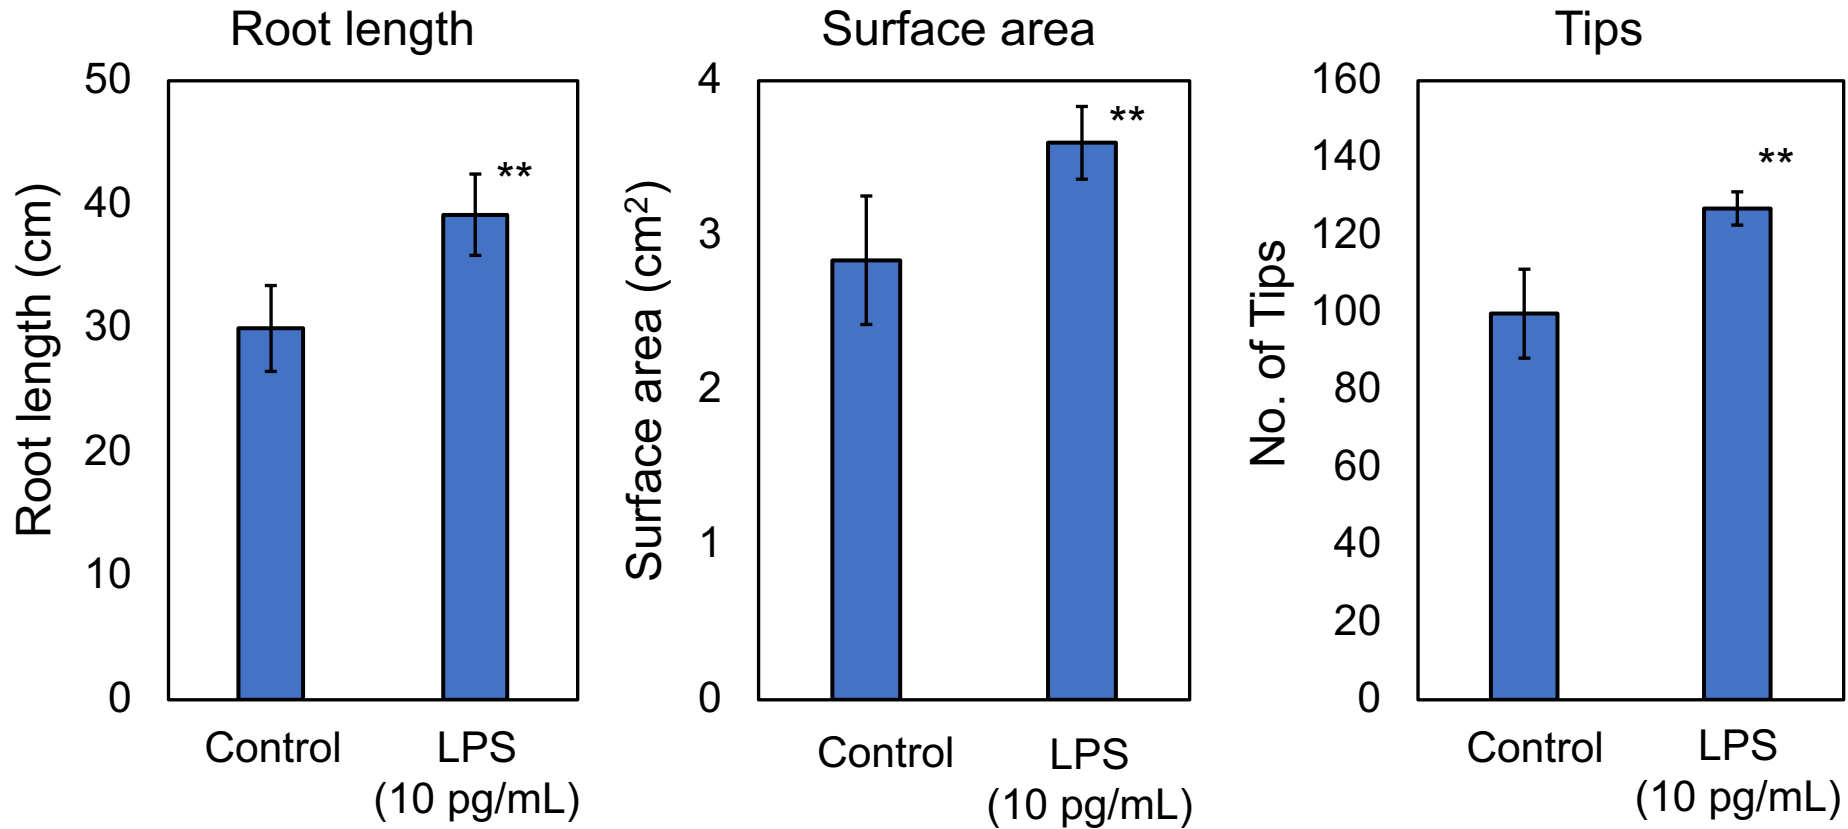 Root length
Root length (cm)
50
40
30
20
10
0
**
Control
LPS
(10 pg/mL)
Surface area
Surface area (cm²)
4
3
2
1
0
**
Control
LPS
(10 pg/mL)
Tips
No. of Tips
160
140
120
100
80
60
40
20
0
**
Control
LPS
(10 pg/mL)